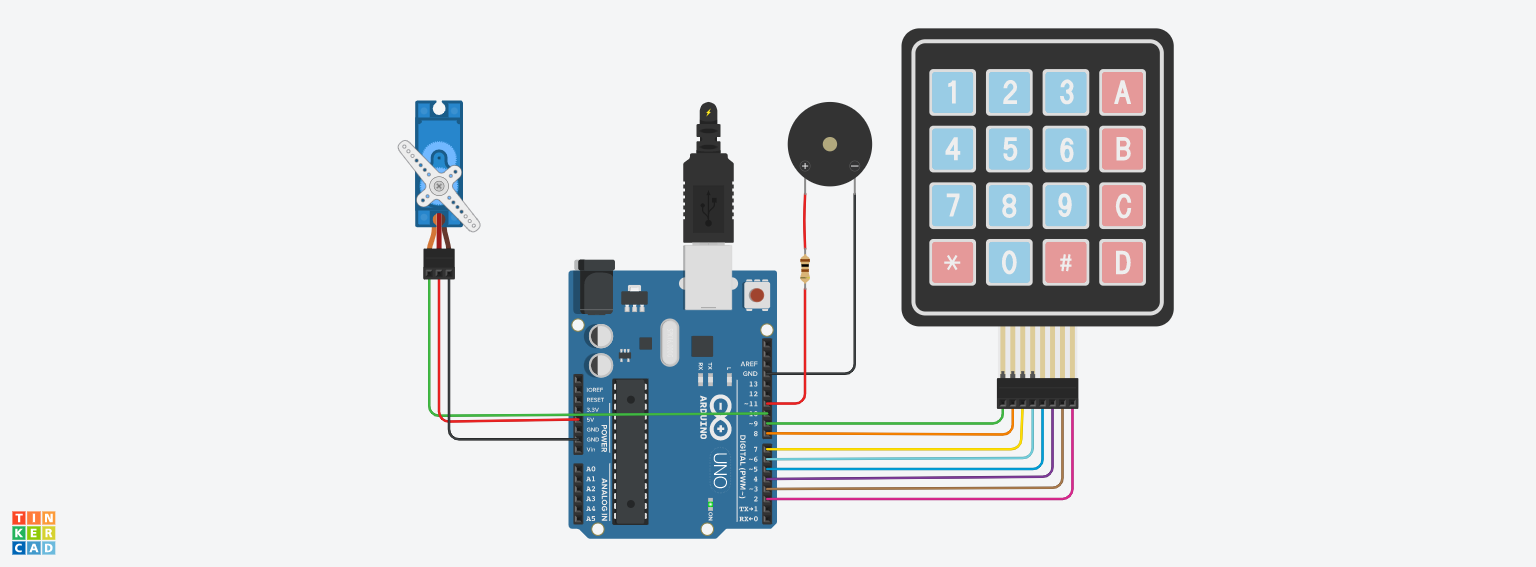 1 2 3 A
4 5 6 B
7 8 9 C
* 0 # D
+ −
IOREF
RESET
3.3V
5V
GND
GND
Vin
POWER
A0
A1
A2
A3
A4
A5
ANALOG IN
RX
TX
L
ARDUINO
UNO
ON
AREF
GND
13
12
~11
~9
8
7
~6
~5
4
~3
2
TX→1
RX←0
DIGITAL (PWM~)
TIN
KER
CAD